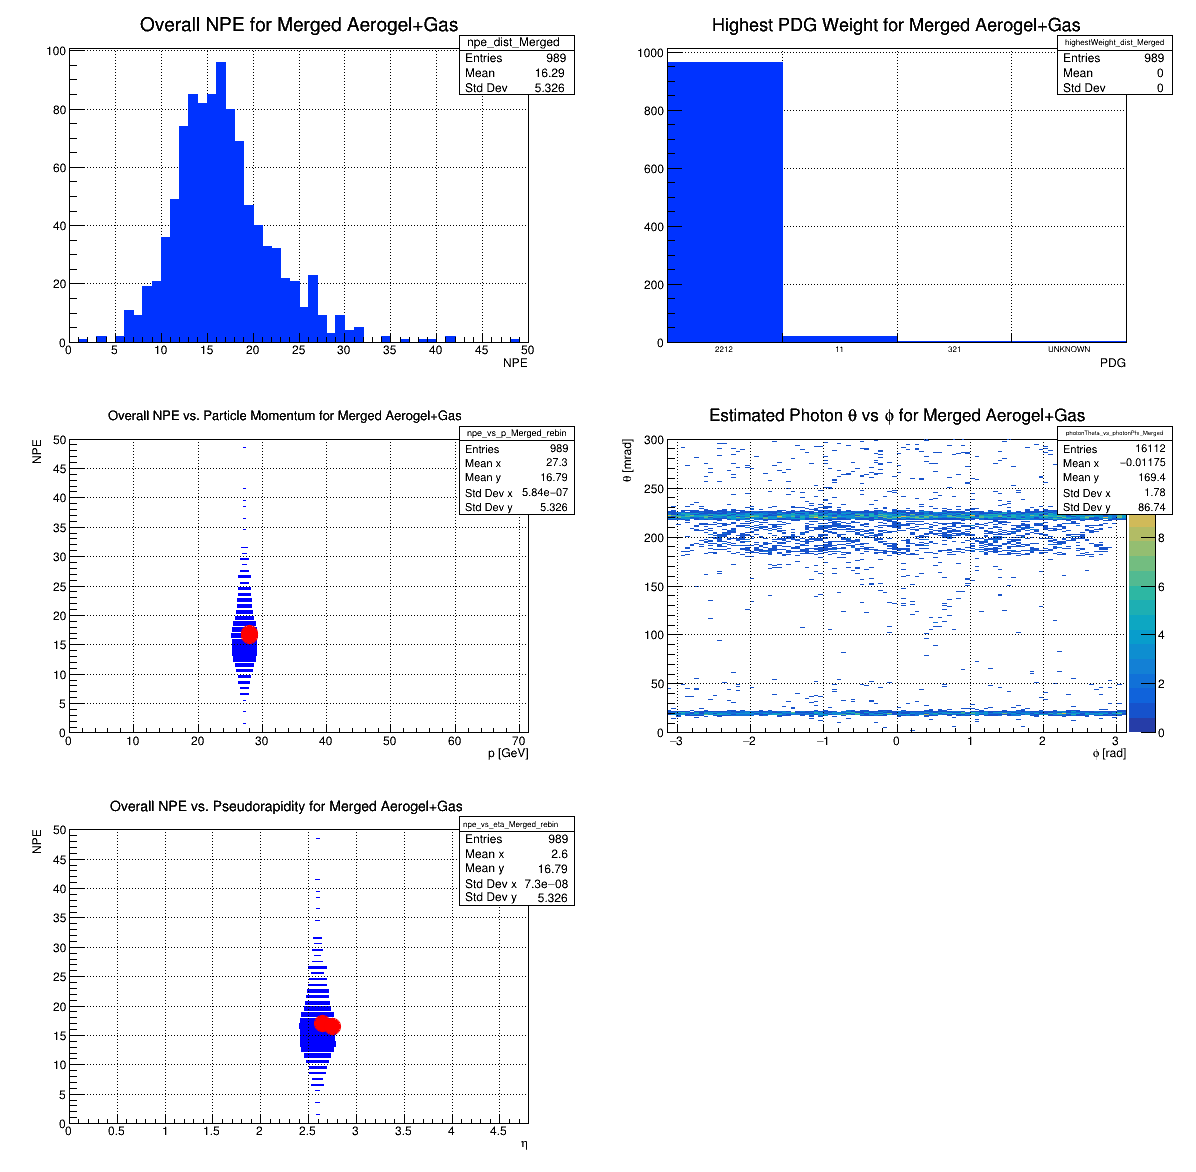 Overall NPE for Merged Aerogel+Gas
npe_dist_Merged
Entries 989
Mean 16.29
Std Dev 5.326
100
80
60
40
20
0
0 5 10 15 20 25 30 35 40 45 50
NPE
Highest PDG Weight for Merged Aerogel+Gas
highestWeight_dist_Merged
Entries 989
Mean 0
Std Dev 0
1000
800
600
400
200
0
2212 11 321 UNKNOWN
PDG
Overall NPE vs. Particle Momentum for Merged Aerogel+Gas
npe_vs_p_Merged_rebin
Entries 989
Mean x 27.3
Mean y 16.79
Std Dev x 5.84e−07
Std Dev y 5.326
NPE
50
45
40
35
30
25
20
15
10
5
0
0 10 20 30 40 50 60 70
p [GeV]
Estimated Photon θ vs ϕ for Merged Aerogel+Gas
photonTheta_vs_photonPhi_Merged
Entries 16112
Mean x −0.01175
Mean y 169.4
Std Dev x 1.78
Std Dev y 86.74
θ [mrad]
300
250
200
150
100
50
0
−3 −2 −1 0 1 2 3
ϕ [rad]
8
6
4
2
0
Overall NPE vs. Pseudorapidity for Merged Aerogel+Gas
npe_vs_eta_Merged_rebin
Entries 989
Mean x 2.6
Mean y 16.79
Std Dev x 7.3e−08
Std Dev y 5.326
NPE
50
45
40
35
30
25
20
15
10
5
0
0 0.5 1 1.5 2 2.5 3 3.5 4 4.5
η